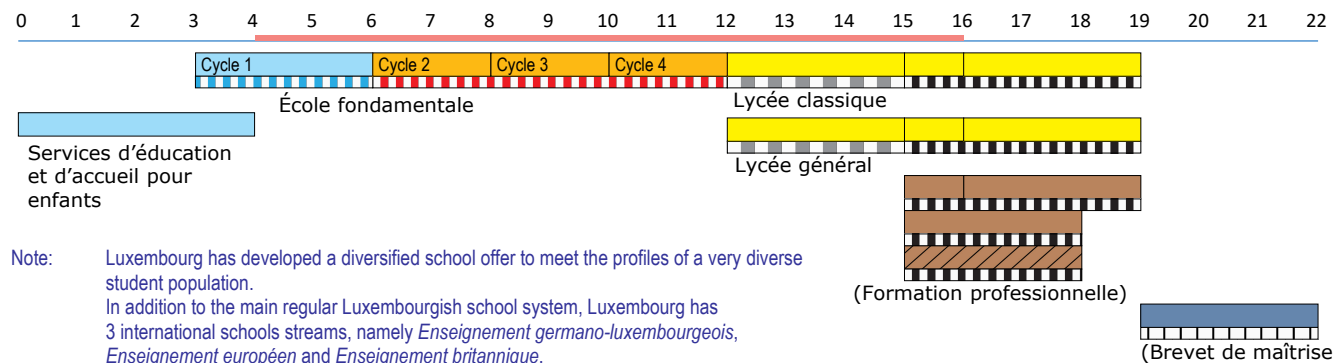 0 1 2 3 4 5 6 7 8 9 10 11 12 13 14 15 16 17 18 19 20 21 22
Cycle 1 Cycle 2 Cycle 3 Cycle 4
École fondamentale
Lycée classique
Services d'éducation
et d'accueil pour
enfants
Lycée général
(Formation professionnelle)
(Brevet de maîtrise
Note: Luxembourg has developed a diversified school offer to meet the profiles of a very diverse
student population.
In addition to the main regular Luxembourgish school system, Luxembourg has
3 international schools streams, namely Enseignement germano-luxembourgeois,
Enseignement européen and Enseignement britannique.